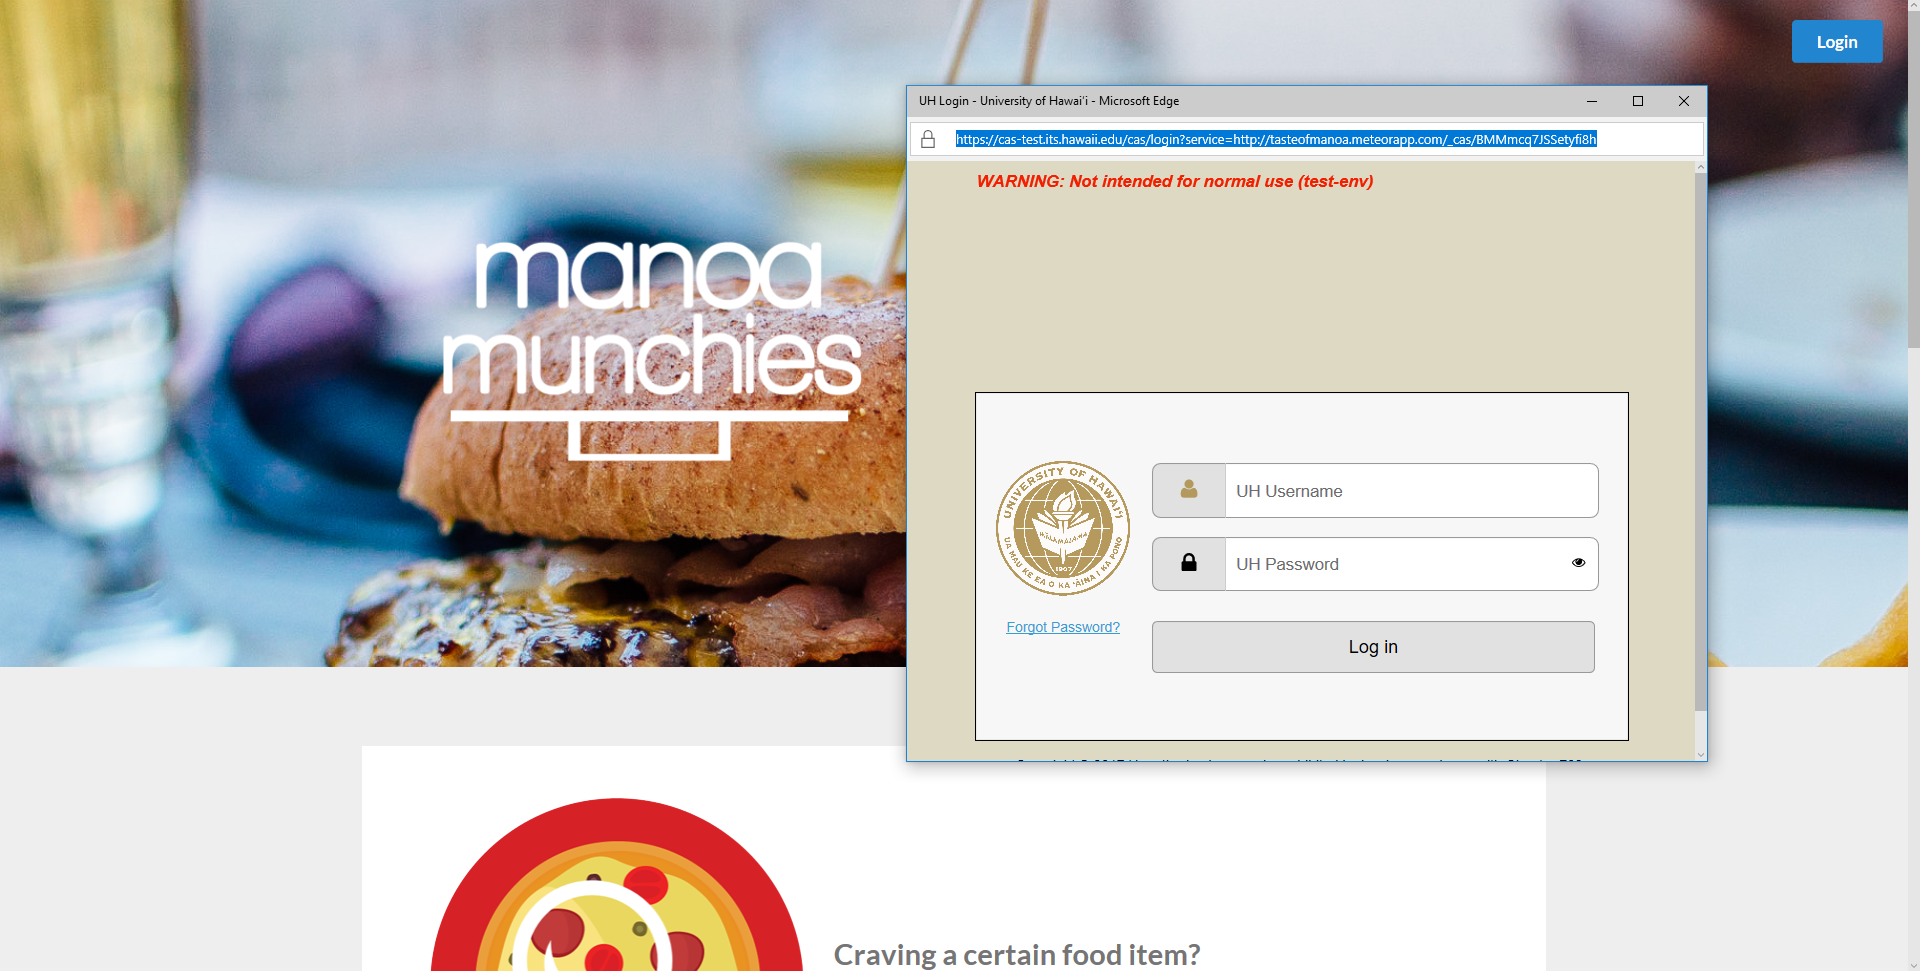 Login
manoa
munchies
UH Login - University of Hawai‘i - Microsoft Edge
https://cas-test.its.hawaii.edu/cas/login?service=http://tasteofmanoa.meteorapp.com/_cas/BMMmcq7JSSetyfi8h
WARNING: Not intended for normal use (test-env)
UNIVERSITY OF HAWAI‘I
MALAMALAMA
1907
UA MAU KE EA O KA ‘AINA I KA PONO
UH Username
UH Password
Forgot Password?
Log in
Craving a certain food item?